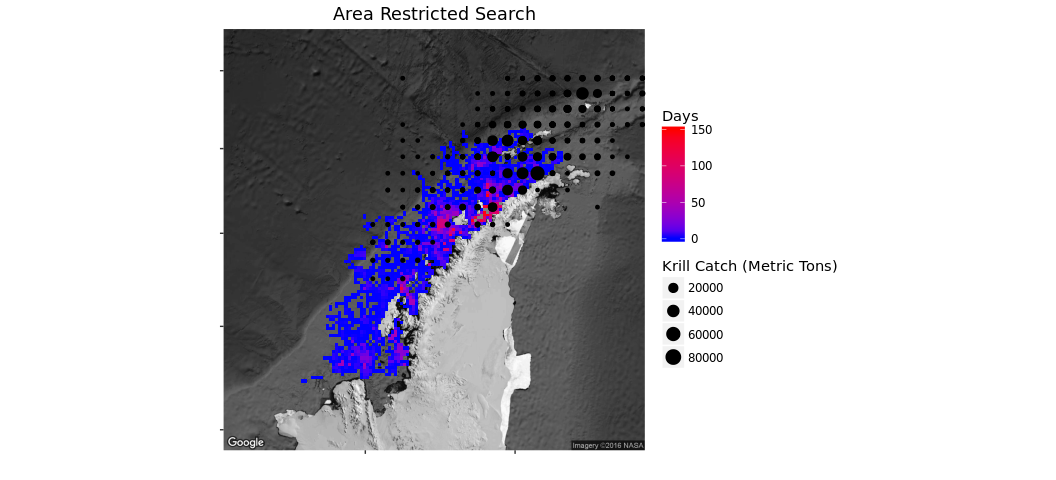 Area Restricted Search
Days
150
100
50
0
Krill Catch (Metric Tons)
20000
40000
60000
80000
Google
Imagery ©2016 NASA